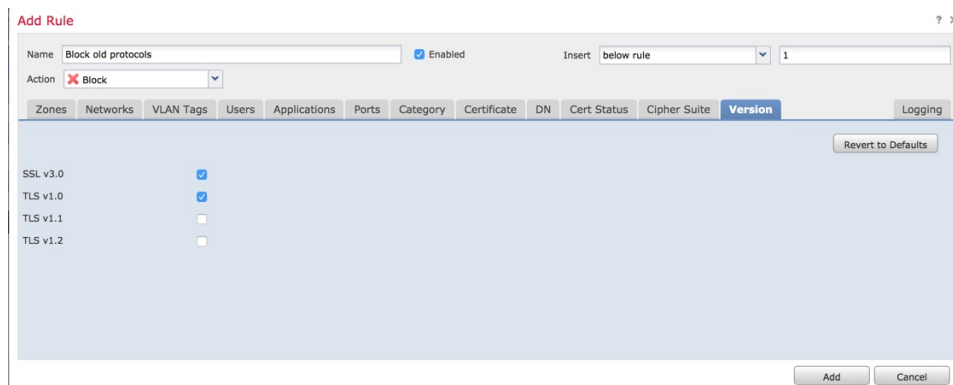 Add Rule ?
Name Block old protocols Enabled Insert below rule 1
Action Block
Zones Networks VLAN Tags Users Applications Ports Category Certificate DN Cert Status Cipher Suite Version Logging
Revert to Defaults
SSL v3.0
TLS v1.0
TLS v1.1
TLS v1.2
Add Cancel